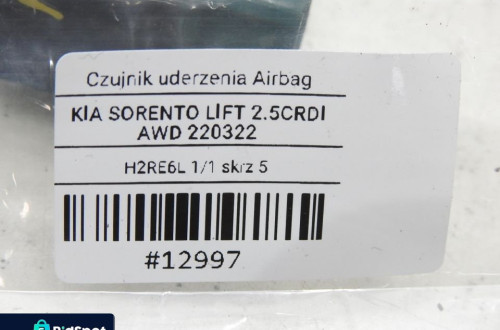 Czujnik uderzenia Airbag
KIA SORENTO LIFT 2.5CRDI
AWD 220322
H2RE6L 1/1 skrz 5
#12997